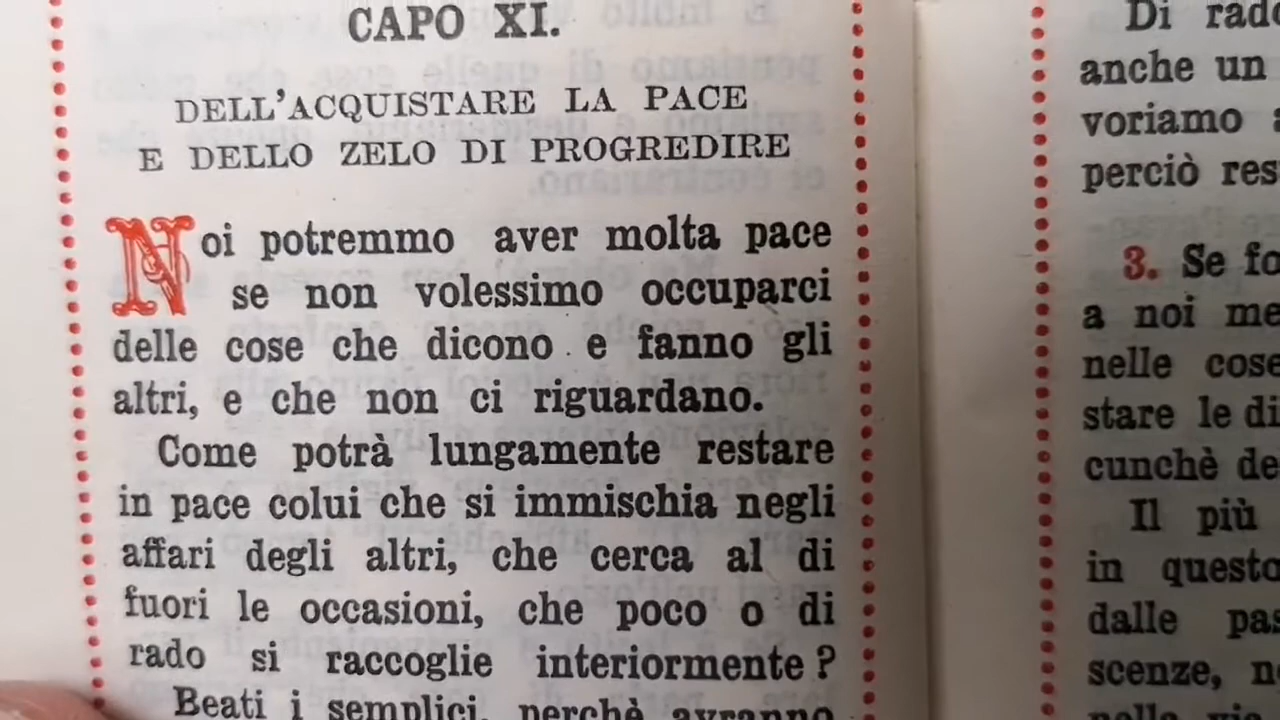 CAPO XI.
DELL'ACQUISTARE LA PACE
E DELLO ZELO DI PROGREDIRE
Noi potremmo aver molta pace
se non volessimo occuparci
delle cose che dicono e fanno gli
altri, e che non ci riguardano.
Come potrà lungamente restare
in pace colui che si immischia negli
affari degli altri, che cerca al di
fuori le occasioni, che poco o di
rado si raccoglie interiormente?
Beati i semplici, perchè avranno
Di rado
anche un
voriamo
perciò res
3. Se fo
a noi me
nelle cose
stare le di
cunchè de
Il più
in questo
dalle pas
scenze,